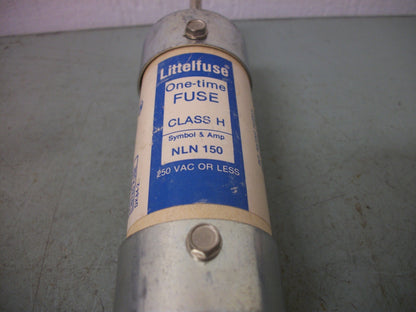 Littelfuse®
One-time
FUSE
CLASS H
Symbol & Amp
NLN 150
250 VAC OR LESS